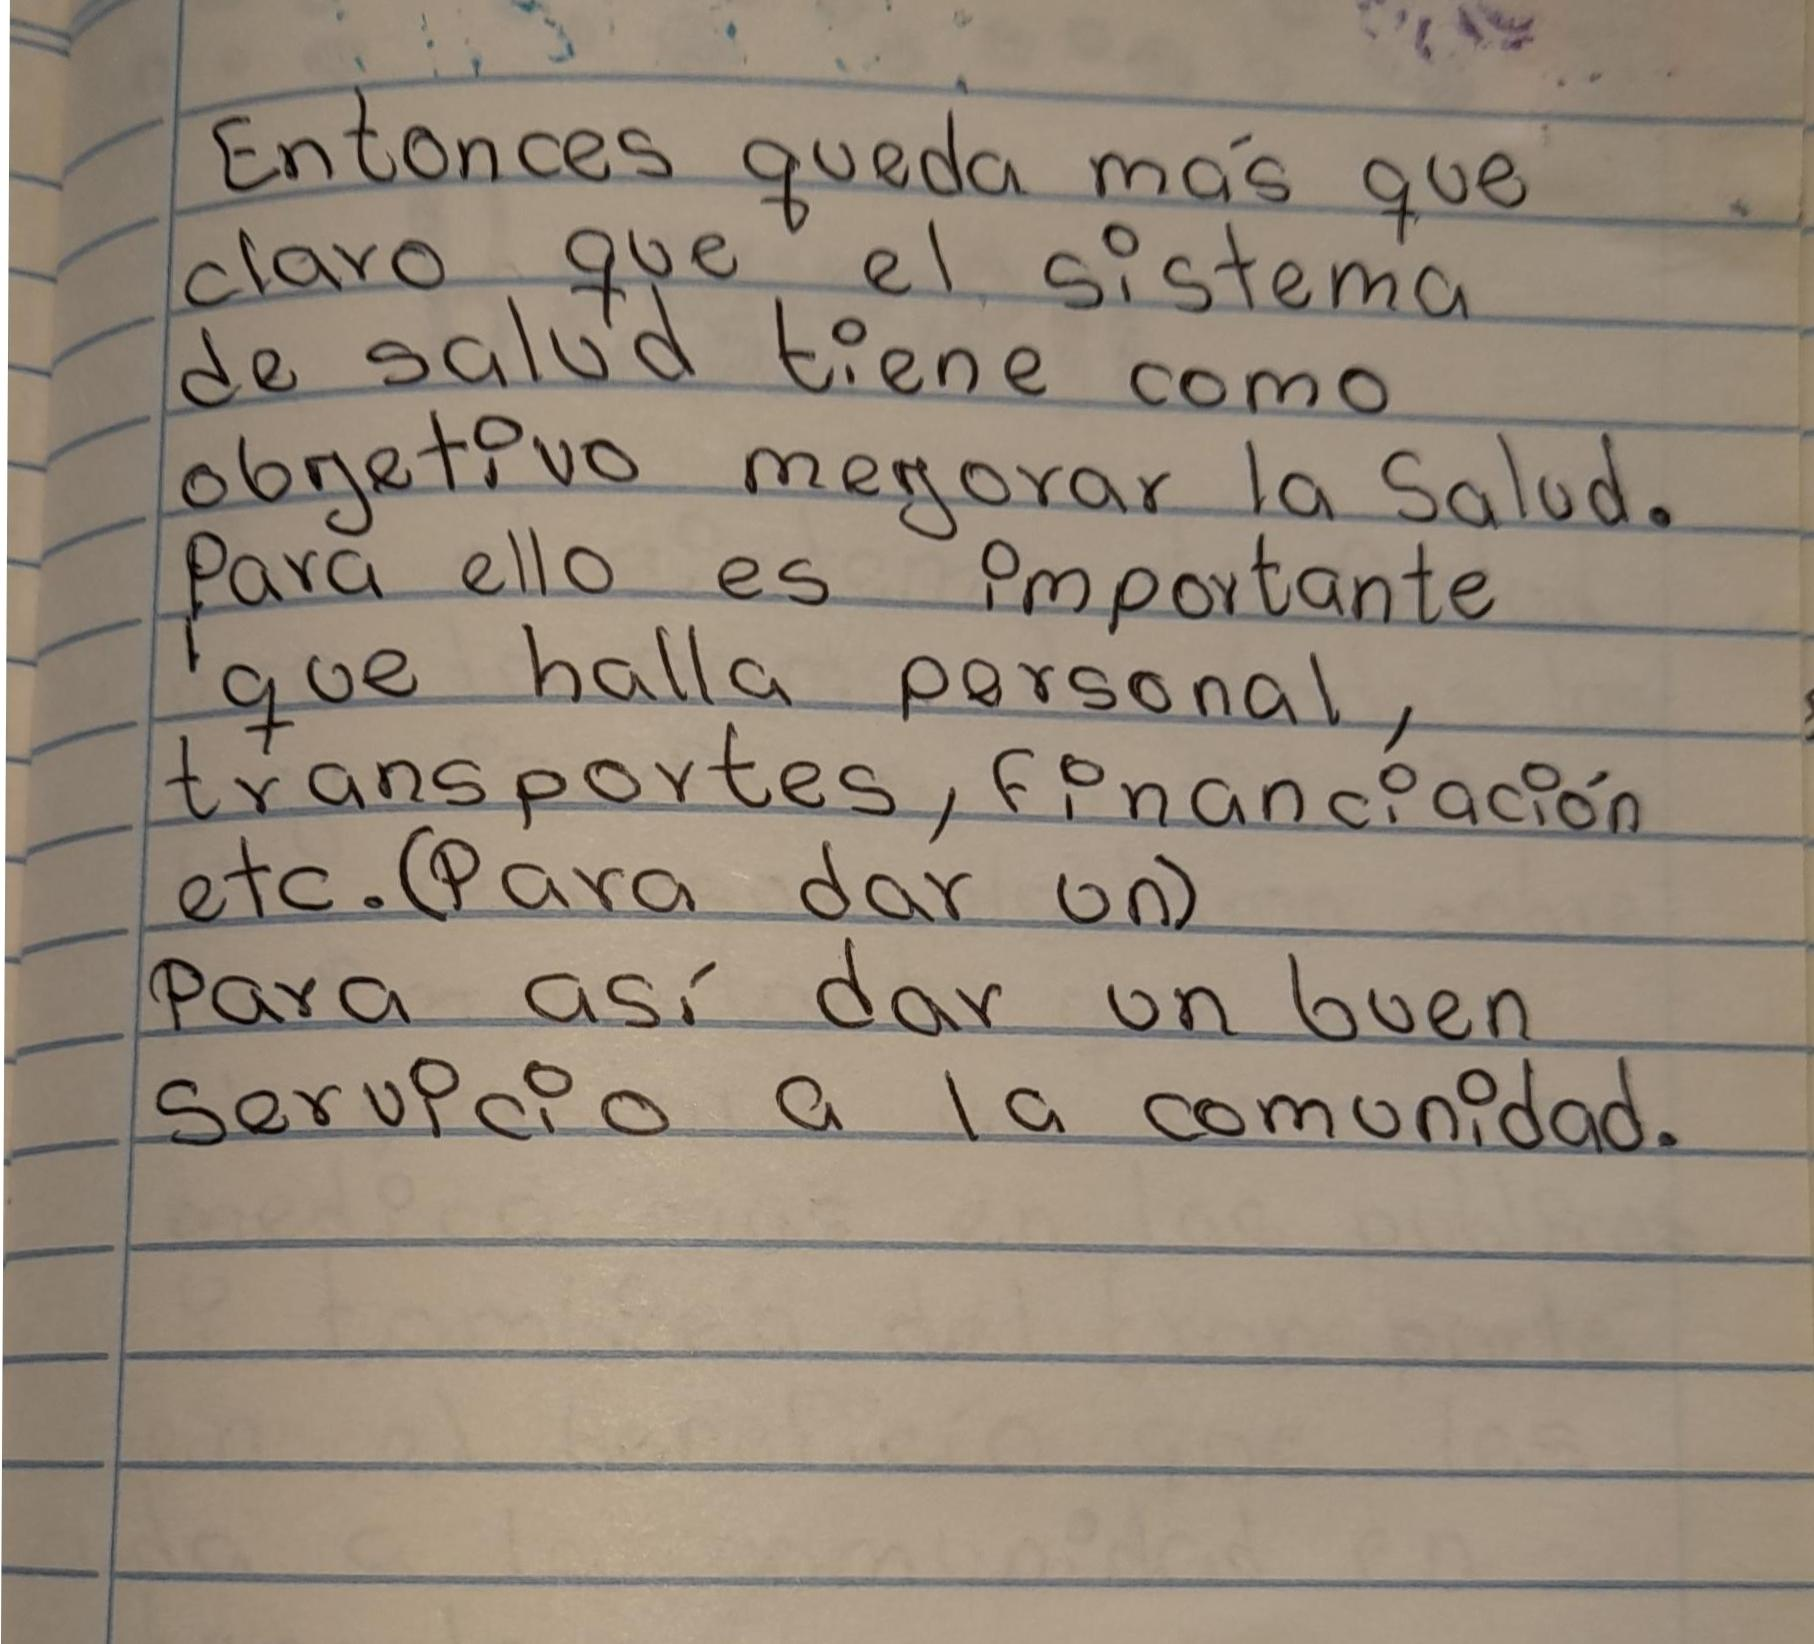 Entonces queda más que
claro que el sistema
de salud tiene como
objetivo mejorar la Salud.
Para ello es importante
que halla personal,
transportes, financiación
etc. (Para dar un)
Para así dar un buen
servicio a la comunidad.